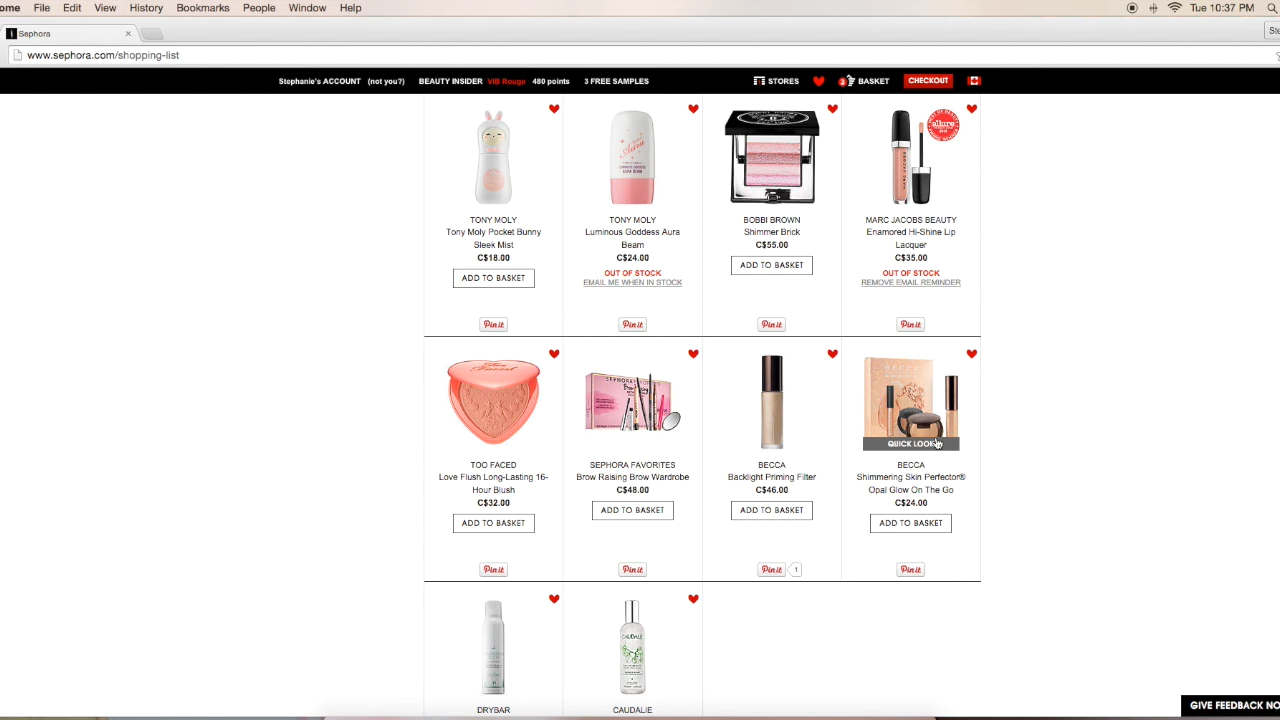 ome File Edit View History Bookmarks People Window Help Tue 10:37 PM
Sephora
Ste
www.sephora.com/shopping-list
Stephanie's ACCOUNT (not you?) BEAUTY INSIDER VIB Rouge 480 points 3 FREE SAMPLES STORES 3 BASKET CHECKOUT
allure
MARC JACOBS
TONY MOLY
Tony Moly Pocket Bunny
Sleek Mist
C$18.00
ADD TO BASKET
Pin it
TONY MOLY
Luminous Goddess Aura
Beam
C$24.00
OUT OF STOCK
EMAIL ME WHEN IN STOCK
Pin it
BOBBI BROWN
Shimmer Brick
C$55.00
ADD TO BASKET
Pin it
MARC JACOBS BEAUTY
Enamored Hi-Shine Lip
Lacquer
C$35.00
OUT OF STOCK
REMOVE EMAIL REMINDER
Pin it
TOO FACED
Love Flush Long-Lasting 16-
Hour Blush
C$32.00
ADD TO BASKET
Pin it
SEPHORA FAVORITES
Brow Raising Brow Wardrobe
C$48.00
ADD TO BASKET
Pin it
BECCA
Backlight Priming Filter
C$46.00
ADD TO BASKET
Pin it 1
BECCA
QUICK LOOK
BECCA
Shimmering Skin Perfector®
Opal Glow On The Go
C$24.00
ADD TO BASKET
Pin it
DRYBAR
CAUDALIE
CAUDALIE
GIVE FEEDBACK NO